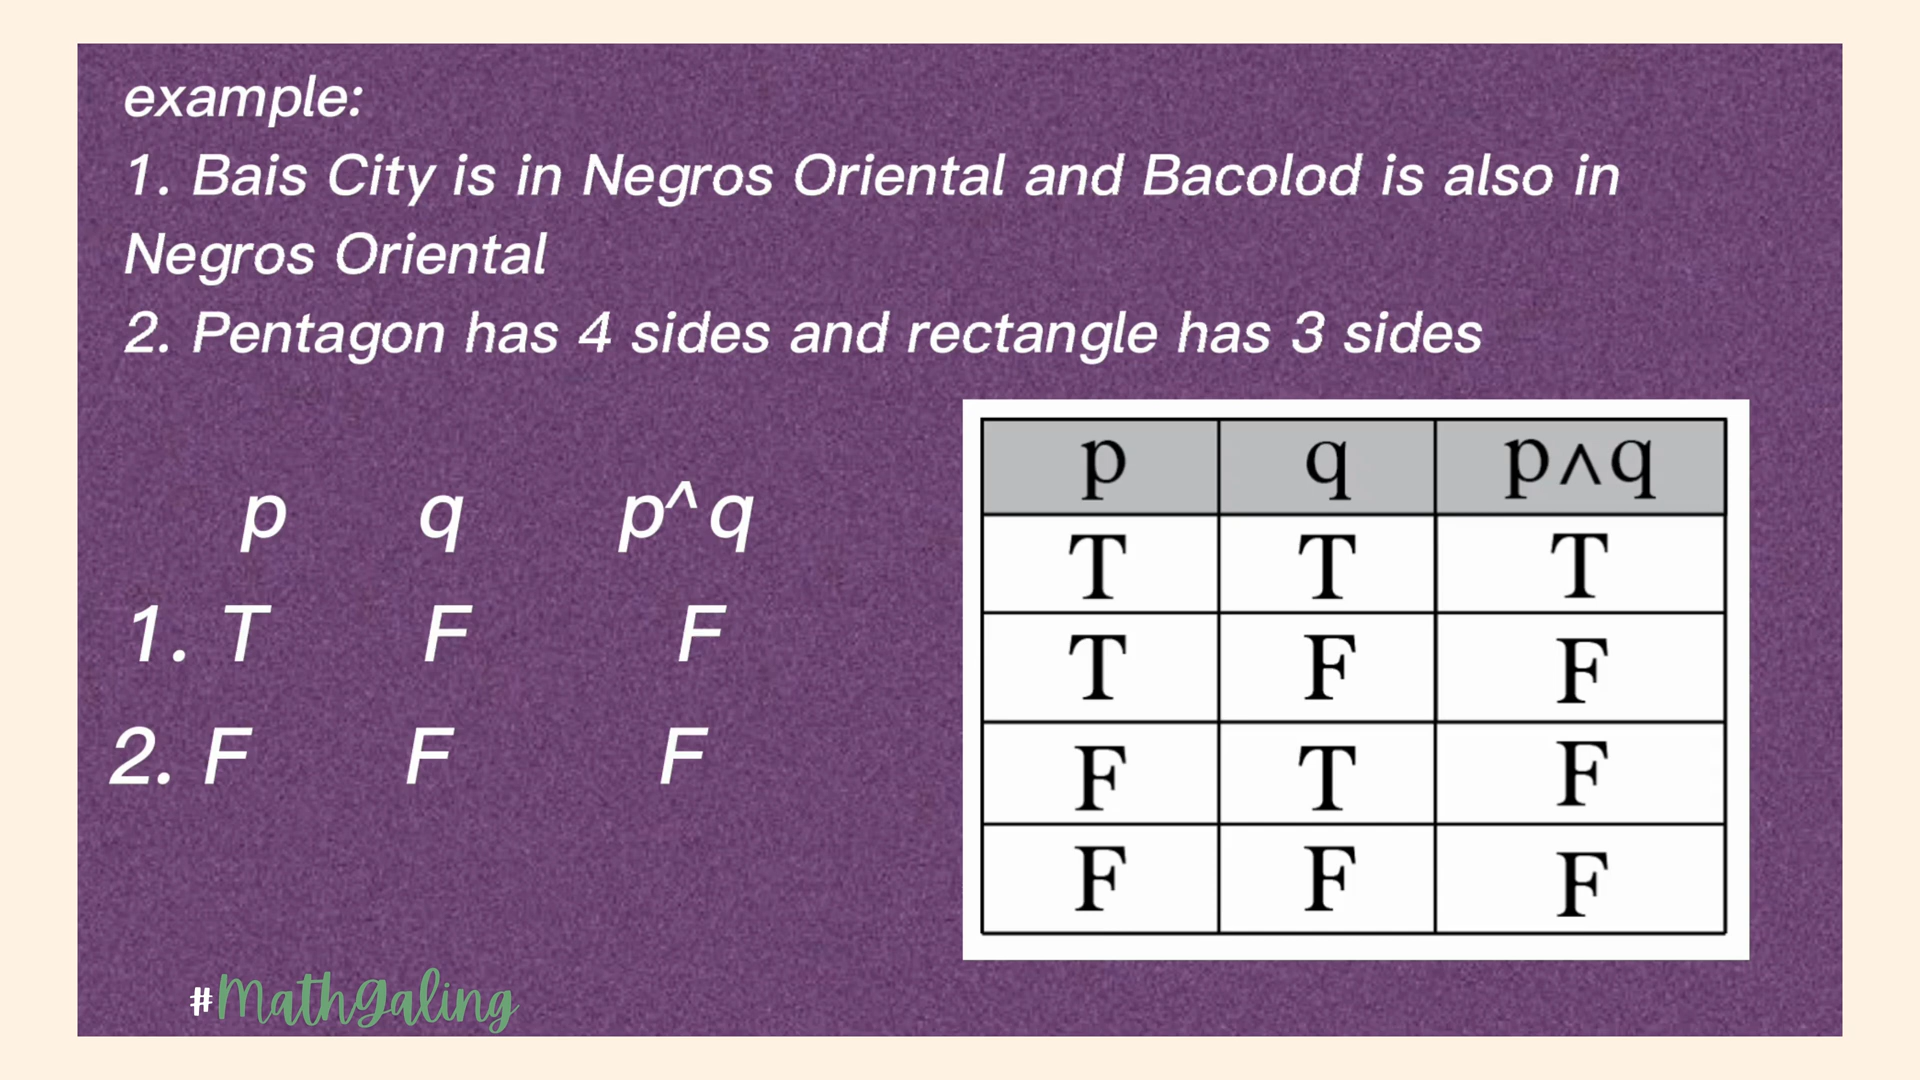 example:
1. Bais City is in Negros Oriental and Bacolod is also in
Negros Oriental
2. Pentagon has 4 sides and rectangle has 3 sides
p q p^q
1. T F F
2. F F F
p q p∧q
T T T
T F F
F T F
F F F
#MathGaling